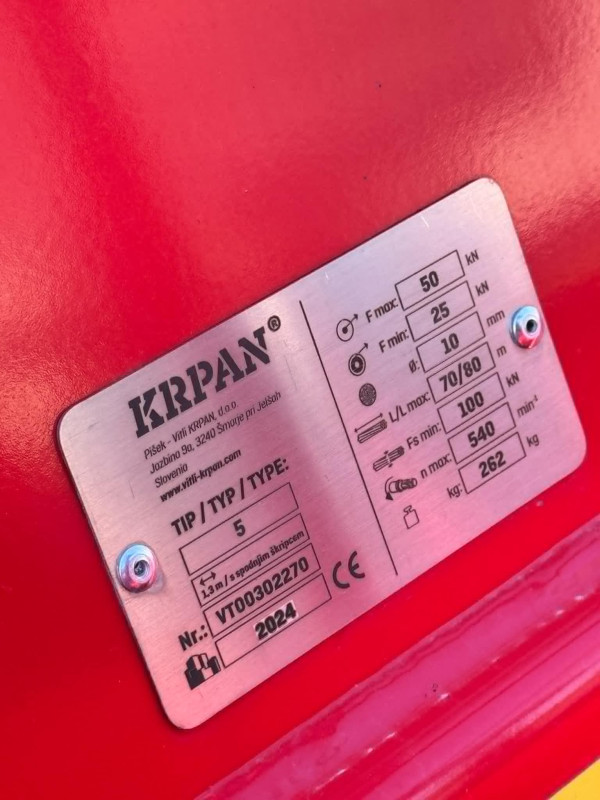 KRPAN®
Pišek - Vitli KRPAN, d.o.o
Jazbina 9a, 3240 Šmarje pri Jelšah
Slovenia
www.vitli-krpan.com
TIP / TYP / TYPE:
5
1,3 m / s spodnjim škripcem
Nr.: VT00302270
2024
CE
F max: 50 kN
F min: 25 kN
Ø: 10 mm
L/L max: 70/80 m
Fs min: 100 kN
n max: 540 min⁻¹
kg: 262 kg